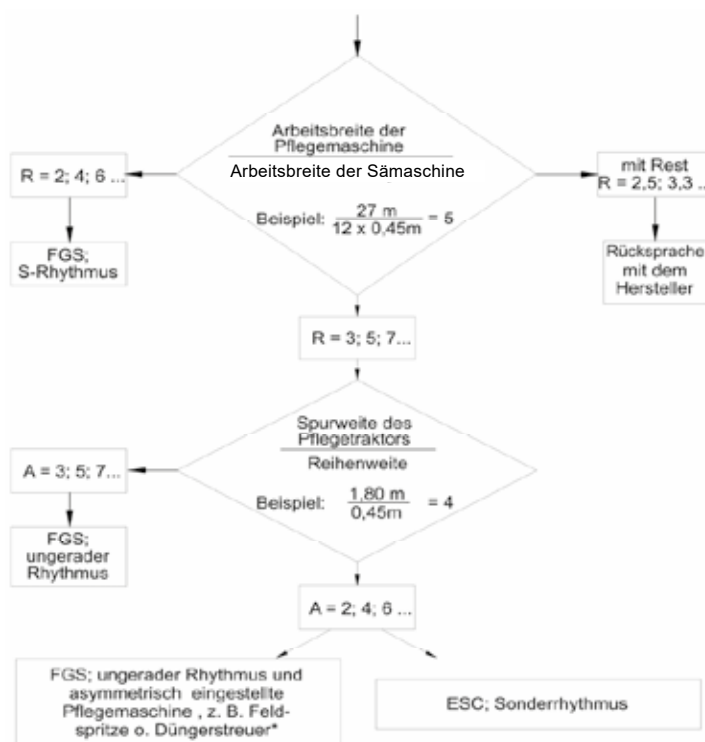 Arbeitsbreite der
Pflegemaschine
Arbeitsbreite der Sämaschine
Beispiel: 27 m
12 x 0,45m = 5
R = 2; 4; 6 ...
FGS;
S-Rhythmus
mit Rest
R = 2,5; 3,3 ...
Rücksprache
mit dem
Hersteller
R = 3; 5; 7...
Spurweite des
Pflegetraktors
Reihenweite
Beispiel: 1,80 m
0,45m = 4
A = 3; 5; 7...
FGS;
ungerader
Rhythmus
A = 2; 4; 6 ...
FGS; ungerader Rhythmus und
asymmetrisch eingestellte
Pflegemaschine , z. B. Feld-
spritze o. Düngerstreuer*
ESC; Sonderrhythmus